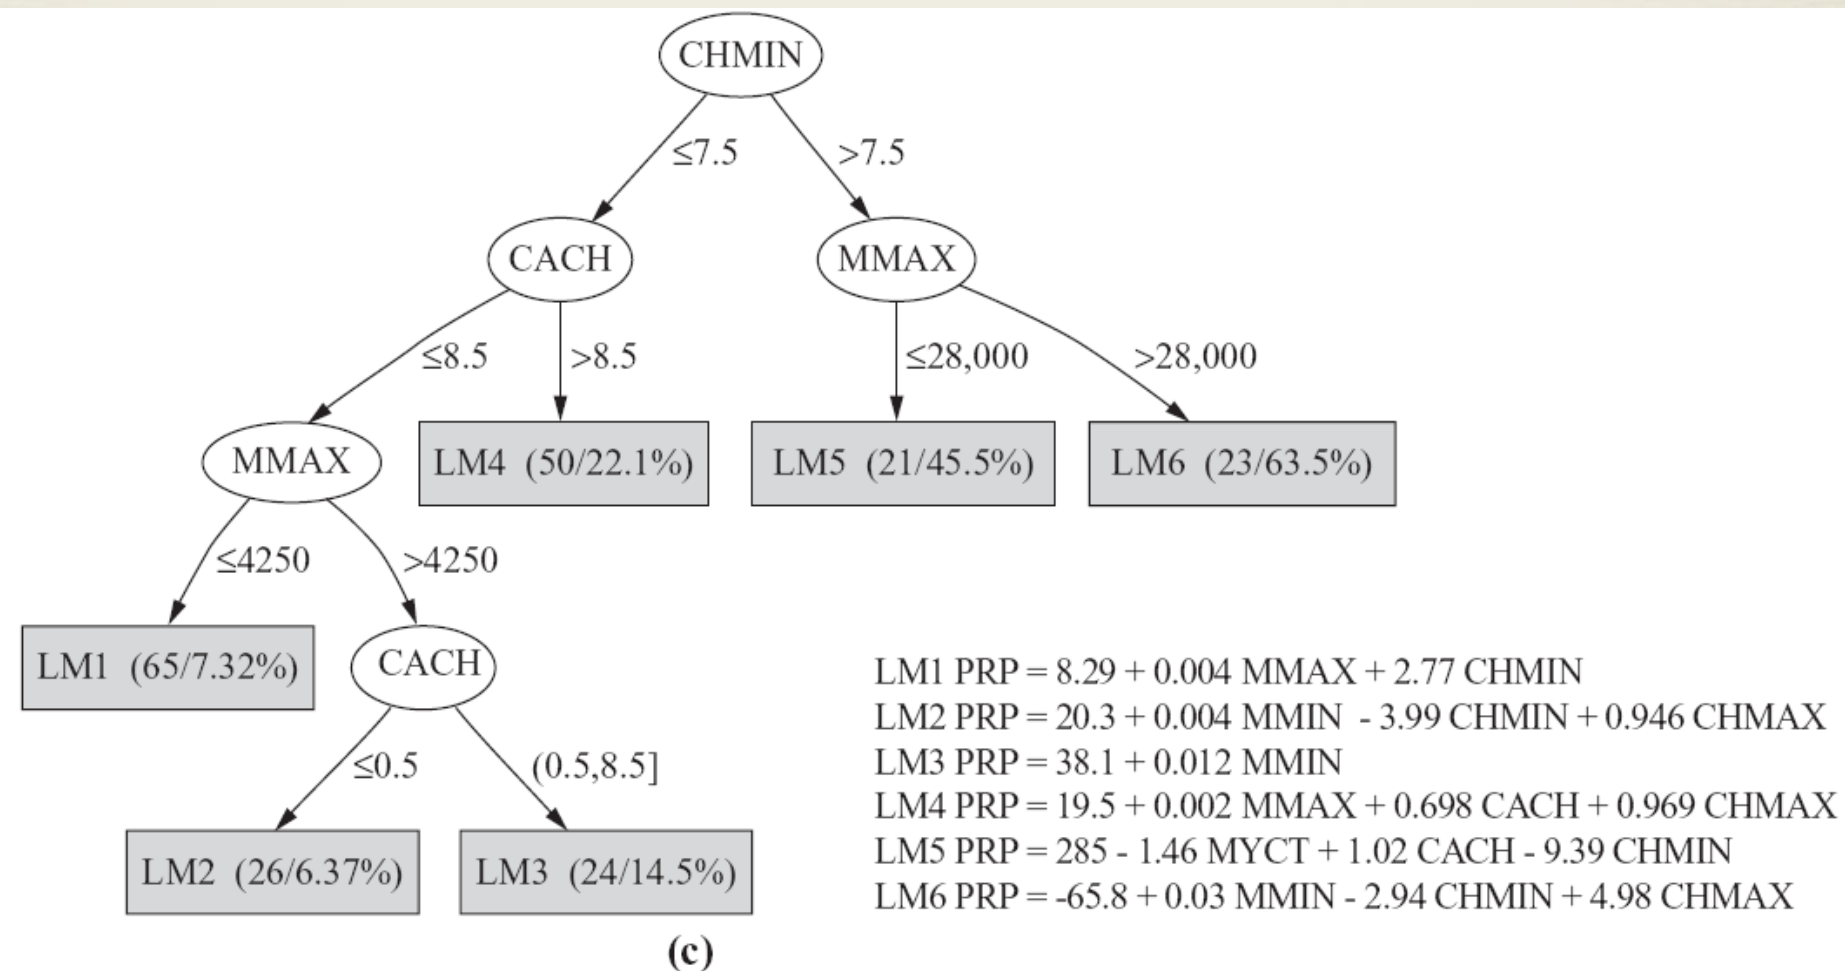 CHMIN
≤7.5
>7.5
CACH
MMAX
≤8.5
>8.5
≤28,000
>28,000
MMAX
LM4 (50/22.1%)
LM5 (21/45.5%)
LM6 (23/63.5%)
≤4250
>4250
LM1 (65/7.32%)
CACH
≤0.5
(0.5,8.5]
LM2 (26/6.37%)
LM3 (24/14.5%)
LM1 PRP = 8.29 + 0.004 MMAX + 2.77 CHMIN
LM2 PRP = 20.3 + 0.004 MMIN - 3.99 CHMIN + 0.946 CHMAX
LM3 PRP = 38.1 + 0.012 MMIN
LM4 PRP = 19.5 + 0.002 MMAX + 0.698 CACH + 0.969 CHMAX
LM5 PRP = 285 - 1.46 MYCT + 1.02 CACH - 9.39 CHMIN
LM6 PRP = -65.8 + 0.03 MMIN - 2.94 CHMIN + 4.98 CHMAX
(c)